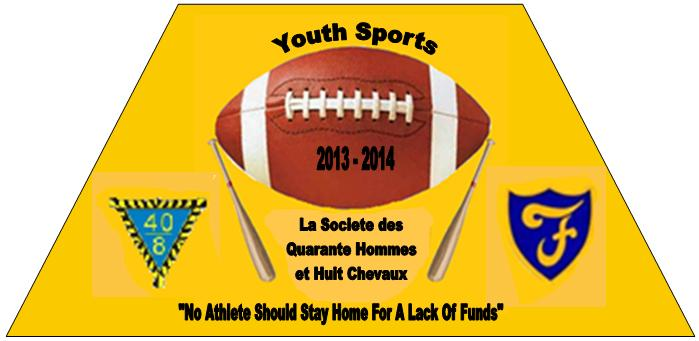 Youth Sports
2013 - 2014
40
8
F
La Societe des
Quarante Hommes
et Huit Chevaux
"No Athlete Should Stay Home For A Lack Of Funds"